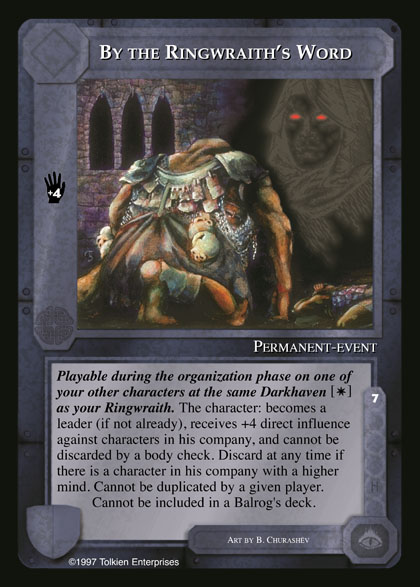 By the Ringwraith's Word
+4
Permanent-event
Playable during the organization phase on one of
your other characters at the same Darkhaven [✷]
as your Ringwraith. The character: becomes a
leader (if not already), receives +4 direct influence
against characters in his company, and cannot be
discarded by a body check. Discard at any time if
there is a character in his company with a higher
mind. Cannot be duplicated by a given player.
Cannot be included in a Balrog's deck.
7
H
Art by B. Churashëv
©1997 Tolkien Enterprises